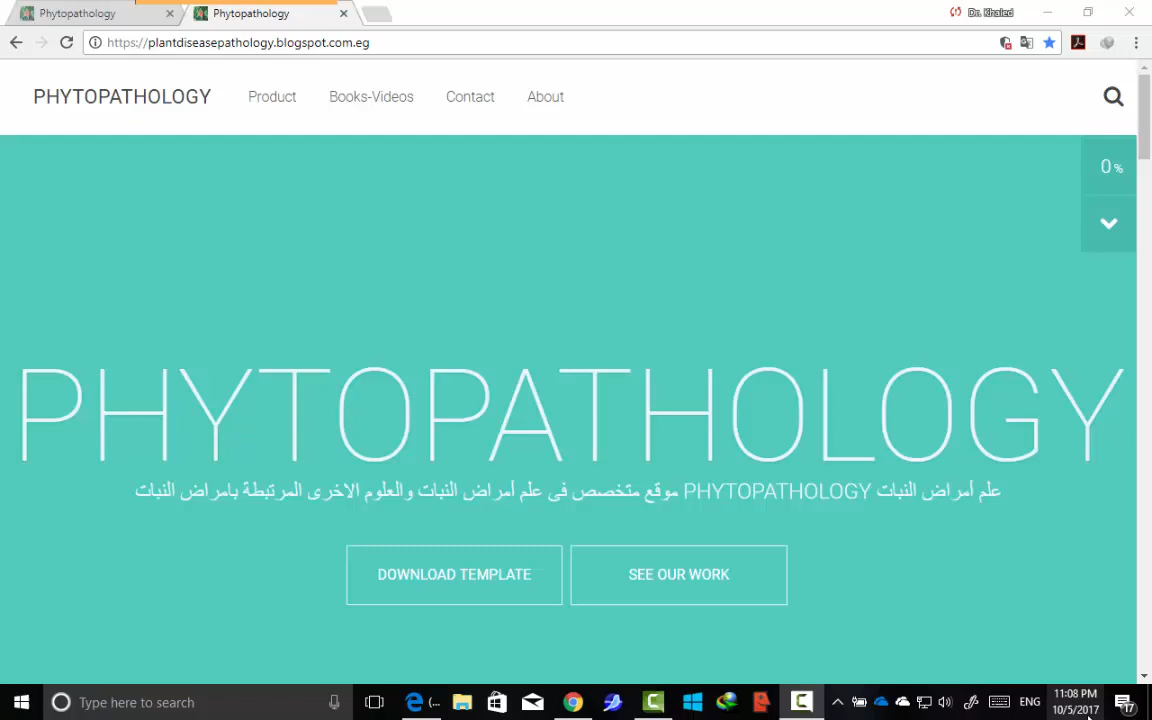 Phytopathology
Phytopathology
Dr. Khaled
https://plantdiseasepathology.blogspot.com.eg
PHYTOPATHOLOGY
Product
Books-Videos
Contact
About
0%
PHYTOPATHOLOGY
علم أمراض النبات PHYTOPATHOLOGY موقع متخصص فى علم أمراض النبات والعلوم الاخرى المرتبطة بامراض النبات
DOWNLOAD TEMPLATE
SEE OUR WORK
Type here to search
(...
ENG
11:08 PM
10/5/2017
17